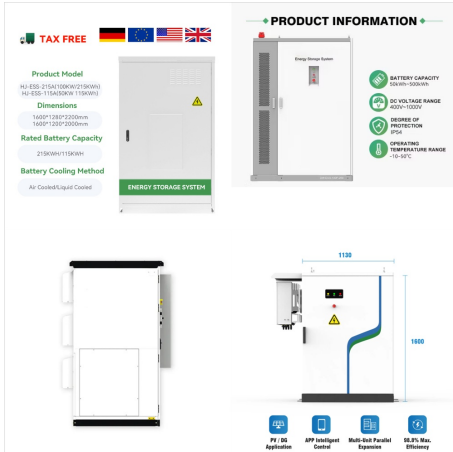 TAX FREE
Product Model
HJ-ESS-215A(100KW/215KWh)
HJ-ESS-115A(50KW 115KWh)
Dimensions
1600*1280*2200mm
1600*1200*2000mm
Rated Battery Capacity
215KWH/115KWH
Battery Cooling Method
Air Cooled/Liquid Cooled
ENERGY STORAGE SYSTEM
PRODUCT INFORMATION
Energy Storage System
BATTERY CAPACITY
50kWh~500kWh
DC VOLTAGE RANGE
400V~1000V
DEGREE OF
PROTECTION
IP54
OPERATING
TEMPERATURE RANGE
-10~50°C
1130
1600
PV / DG
Application
APP Intelligent
Control
Multi-Unit Parallel
Expansion
98.8% Max.
Efficiency